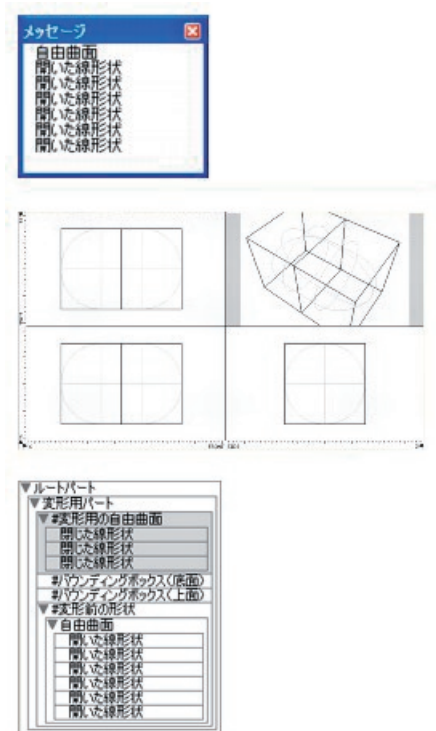 メッセージ
自由曲面
開いた線形状
開いた線形状
開いた線形状
開いた線形状
開いた線形状
開いた線形状
▼ルートパート
▼変形用パート
▼#変形用の自由曲面
閉じた線形状
閉じた線形状
閉じた線形状
#バウンディングボックス(底面)
#バウンディングボックス(上面)
▼#変形前の形状
▼自由曲面
開いた線形状
開いた線形状
開いた線形状
開いた線形状
開いた線形状
開いた線形状